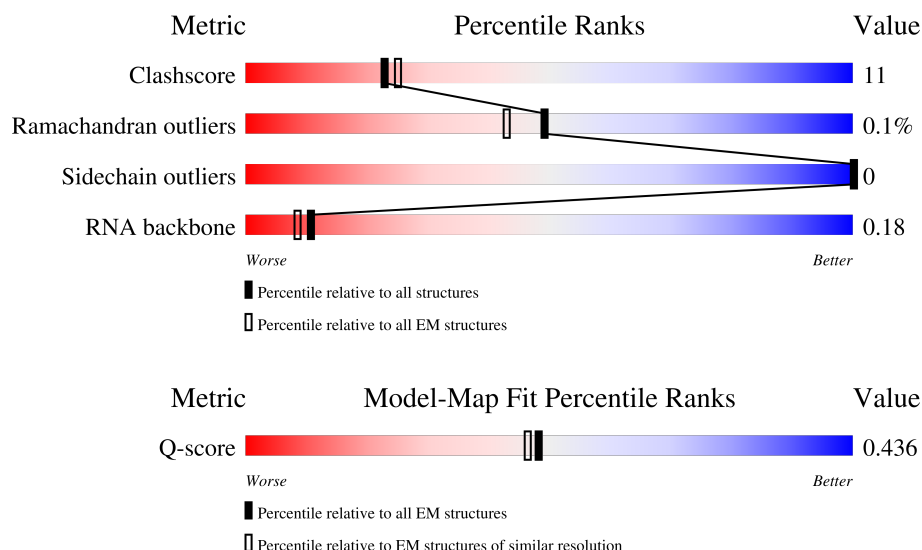 Metric Percentile Ranks Value
Clashscore 11
Ramachandran outliers 0.1%
Sidechain outliers 0
RNA backbone 0.18
Worse Better
Percentile relative to all structures
Percentile relative to all EM structures
Metric Model-Map Fit Percentile Ranks Value
Q-score 0.436
Worse Better
Percentile relative to all EM structures
Percentile relative to EM structures of similar resolution